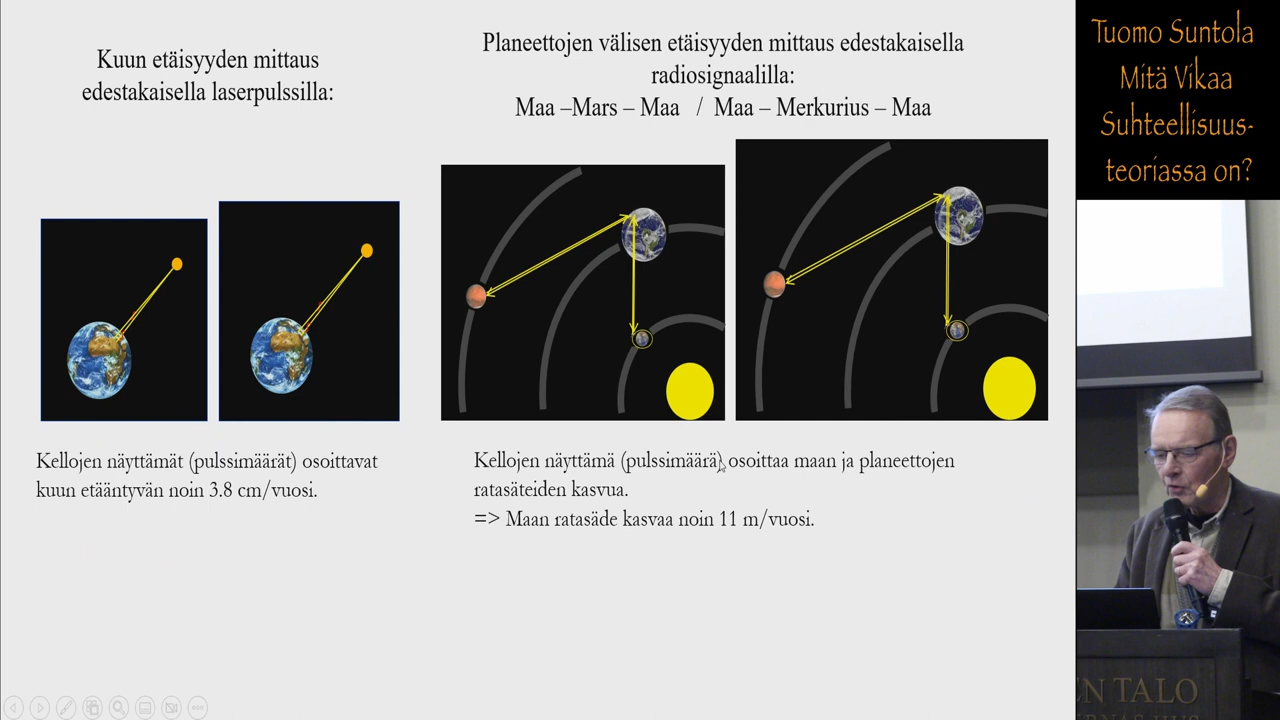 Kuun etäisyyden mittaus
edestakaisella laserpulssilla:
Planeettojen välisen etäisyyden mittaus edestakaisella
radiosignaalilla:
Maa –Mars – Maa / Maa – Merkurius – Maa
Kellojen näyttämät (pulssimäärät) osoittavat
kuun etääntyvän noin 3.8 cm/vuosi.
Kellojen näyttämä (pulssimäärä) osoittaa maan ja planeettojen
ratasäteiden kasvua.
=> Maan ratasäde kasvaa noin 11 m/vuosi.
Tuomo Suntola
Mitä Vikaa
Suhteellisuus-
teoriassa on?
EN TALO